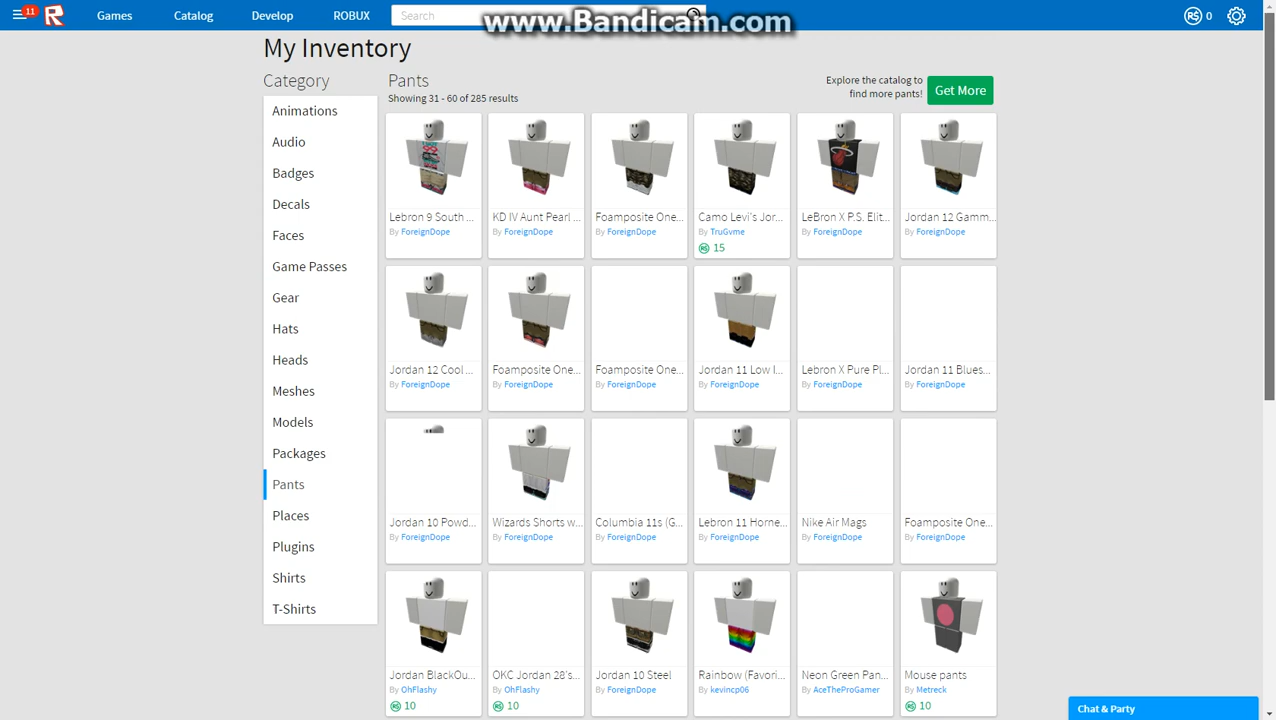 11 Games Catalog Develop ROBUX Search www.Bandicam.com 0
My Inventory
Category
Animations
Audio
Badges
Decals
Faces
Game Passes
Gear
Hats
Heads
Meshes
Models
Packages
Pants
Places
Plugins
Shirts
T-Shirts
Pants
Showing 31 - 60 of 285 results
Explore the catalog to
find more pants!
Get More
Lebron 9 South ...
By ForeignDope
KD IV Aunt Pearl ...
By ForeignDope
Foamposite One...
By ForeignDope
Camo Levi's Jor...
By TruGvme
15
LeBron X P.S. Elit...
By ForeignDope
Jordan 12 Gamm...
By ForeignDope
Jordan 12 Cool ...
By ForeignDope
Foamposite One...
By ForeignDope
Foamposite One...
By ForeignDope
Jordan 11 Low I...
By ForeignDope
Lebron X Pure Pl...
By ForeignDope
Jordan 11 Blues...
By ForeignDope
Jordan 10 Powd...
By ForeignDope
Wizards Shorts w...
By ForeignDope
Columbia 11s (G...
By ForeignDope
Lebron 11 Horne...
By ForeignDope
Nike Air Mags
By ForeignDope
Foamposite One...
By ForeignDope
Jordan BlackOu...
By OhFlashy
10
OKC Jordan 28's...
By OhFlashy
10
Jordan 10 Steel
By ForeignDope
Rainbow (Favori...
By kevincp06
Neon Green Pan...
By AceTheProGamer
Mouse pants
By Metreck
10
Chat & Party